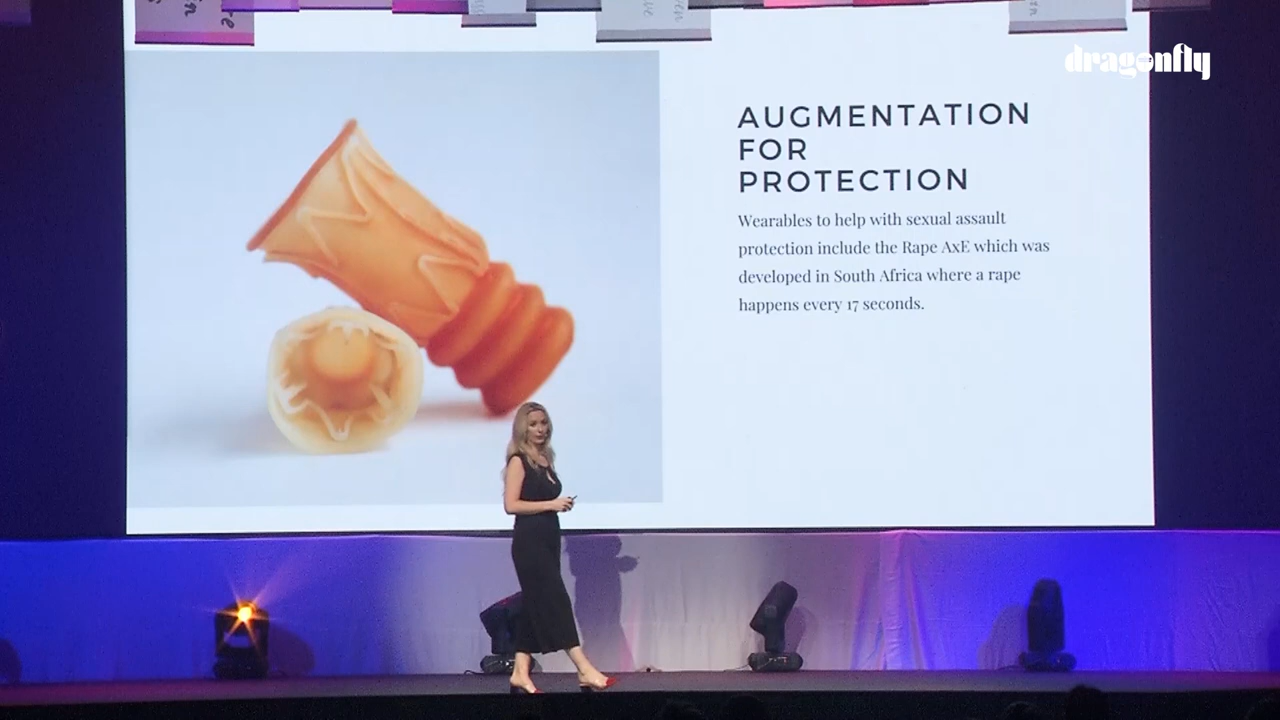 dragonfly
AUGMENTATION
FOR
PROTECTION
Wearables to help with sexual assault
protection include the Rape AxE which was
developed in South Africa where a rape
happens every 17 seconds.